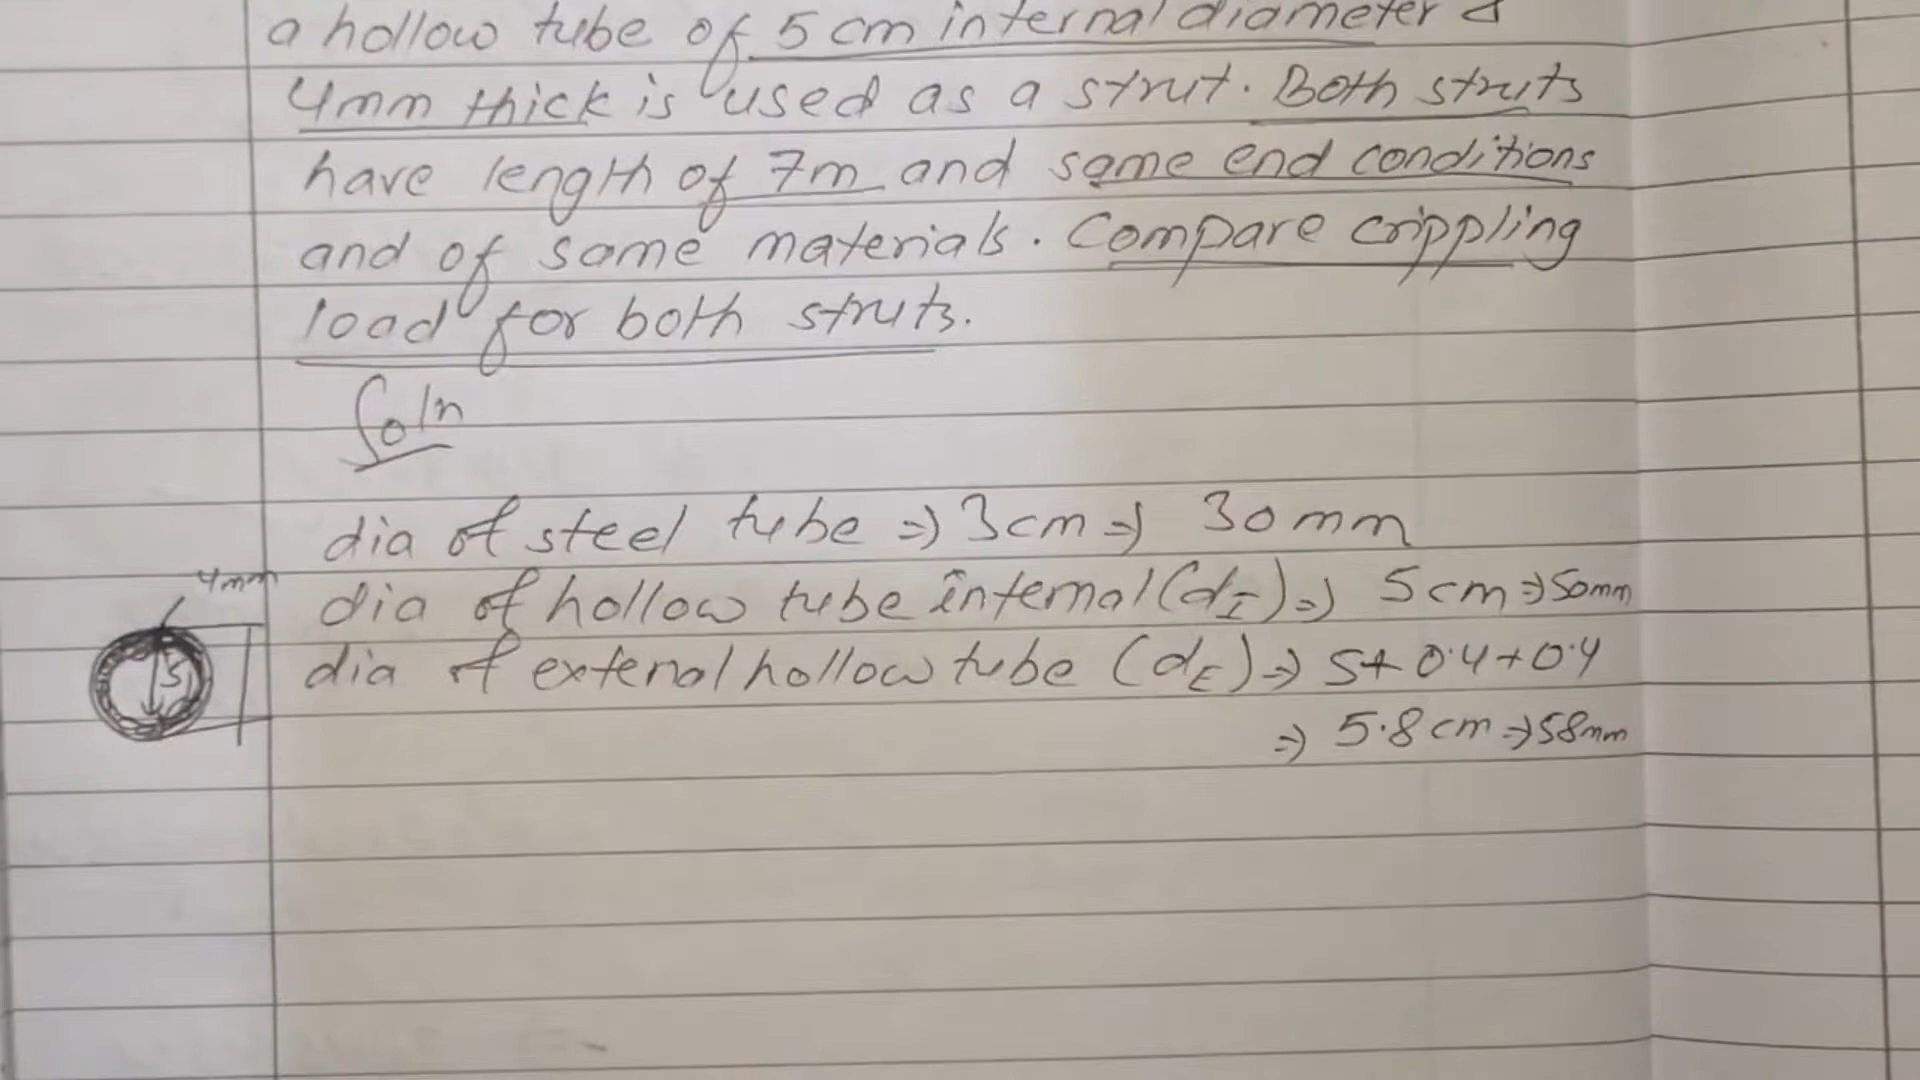 a hollow tube of 5 cm internal diameter &
4mm thick is used as a strut. Both struts
have length of 7m and same end conditions
and of same materials. Compare crippling
load for both struts.
Soln
dia of steel tube => 3cm => 30mm
4mm
dia of hollow tube internal (dI) => 5cm => 50mm
5
dia of external hollow tube (dE) => 5+0.4+0.4
=> 5.8cm => 58mm